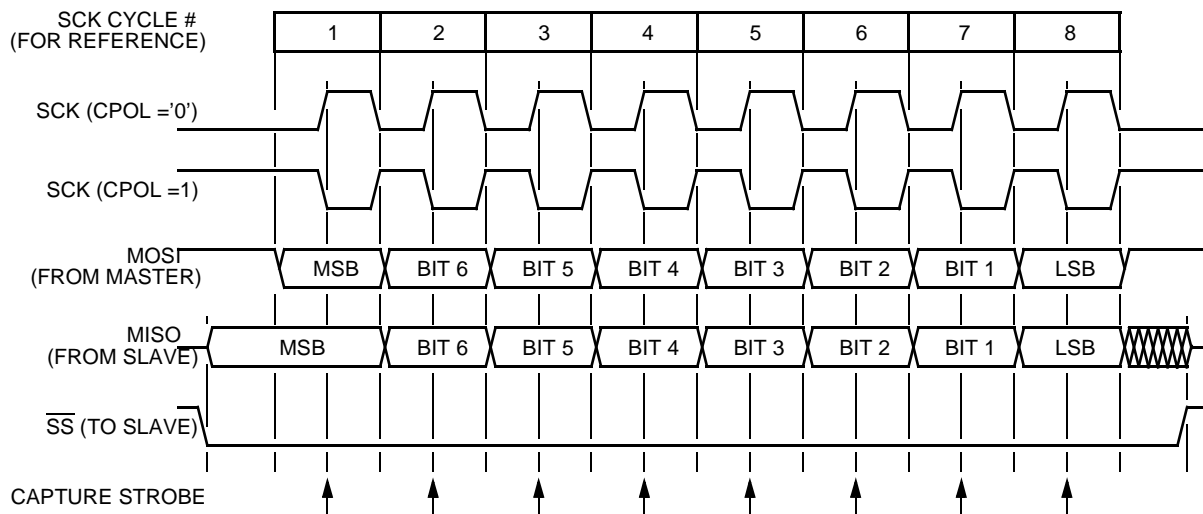 SCK CYCLE #
(FOR REFERENCE)
1 2 3 4 5 6 7 8
SCK (CPOL ='0')
SCK (CPOL =1)
MOSI
(FROM MASTER)
MSB BIT 6 BIT 5 BIT 4 BIT 3 BIT 2 BIT 1 LSB
MISO
(FROM SLAVE)
MSB BIT 6 BIT 5 BIT 4 BIT 3 BIT 2 BIT 1 LSB
SS (TO SLAVE)
CAPTURE STROBE